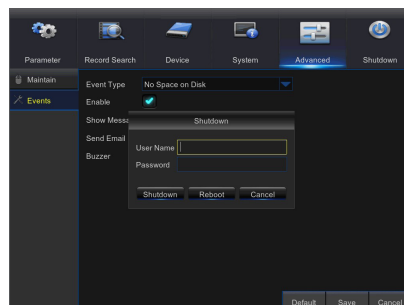 Parameter Record Search Device System Advanced Shutdown
Maintain
Events
Event Type No Space on Disk
Enable
Show Messa
Send Email
Buzzer
Shutdown
User Name
Password
Shutdown Reboot Cancel
Default Save Cancel